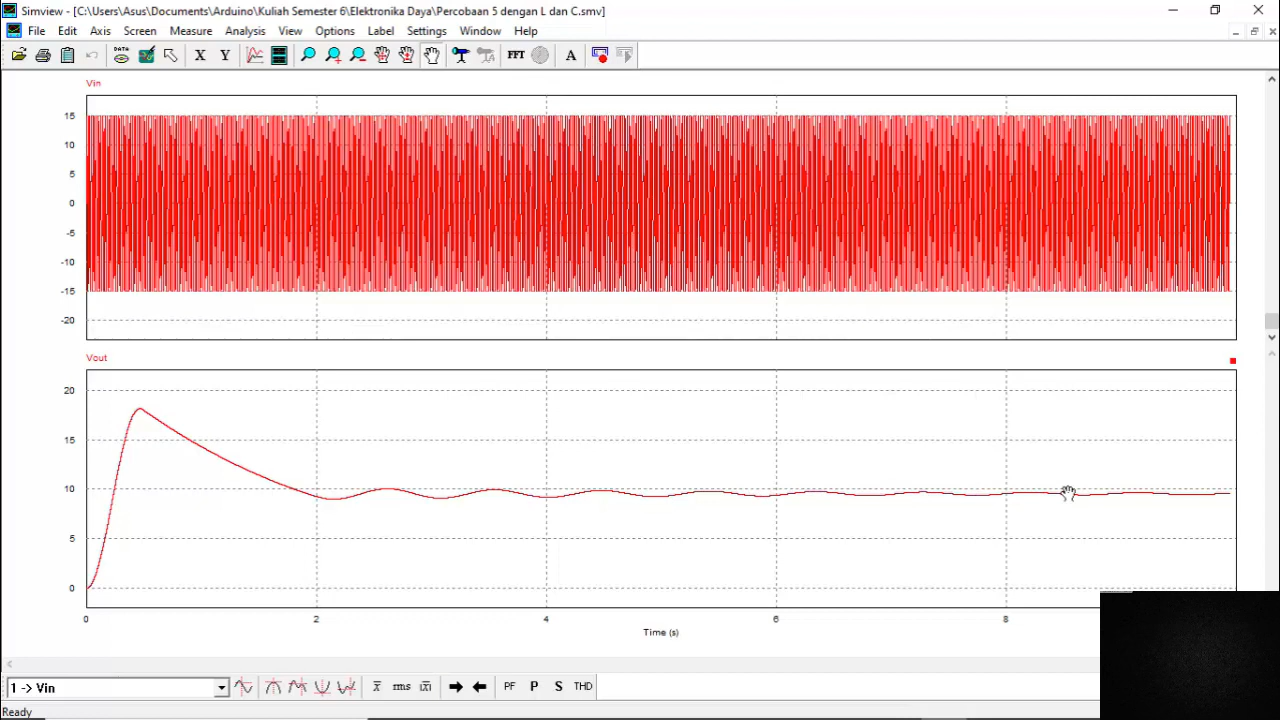 Simview - [C:\Users\Asus\Documents\Arduino\Kuliah Semester 6\Elektronika Daya\Percobaan 5 dengan L dan C.smv]
File Edit Axis Screen Measure Analysis View Options Label Settings Window Help
DATA X Y FFT A
Vin
15
10
5
0
-5
-10
-15
-20
Vout
20
15
10
5
0
0 2 4 6 8
Time (s)
1 -> Vin
x rms |x| PF P S THD
Ready